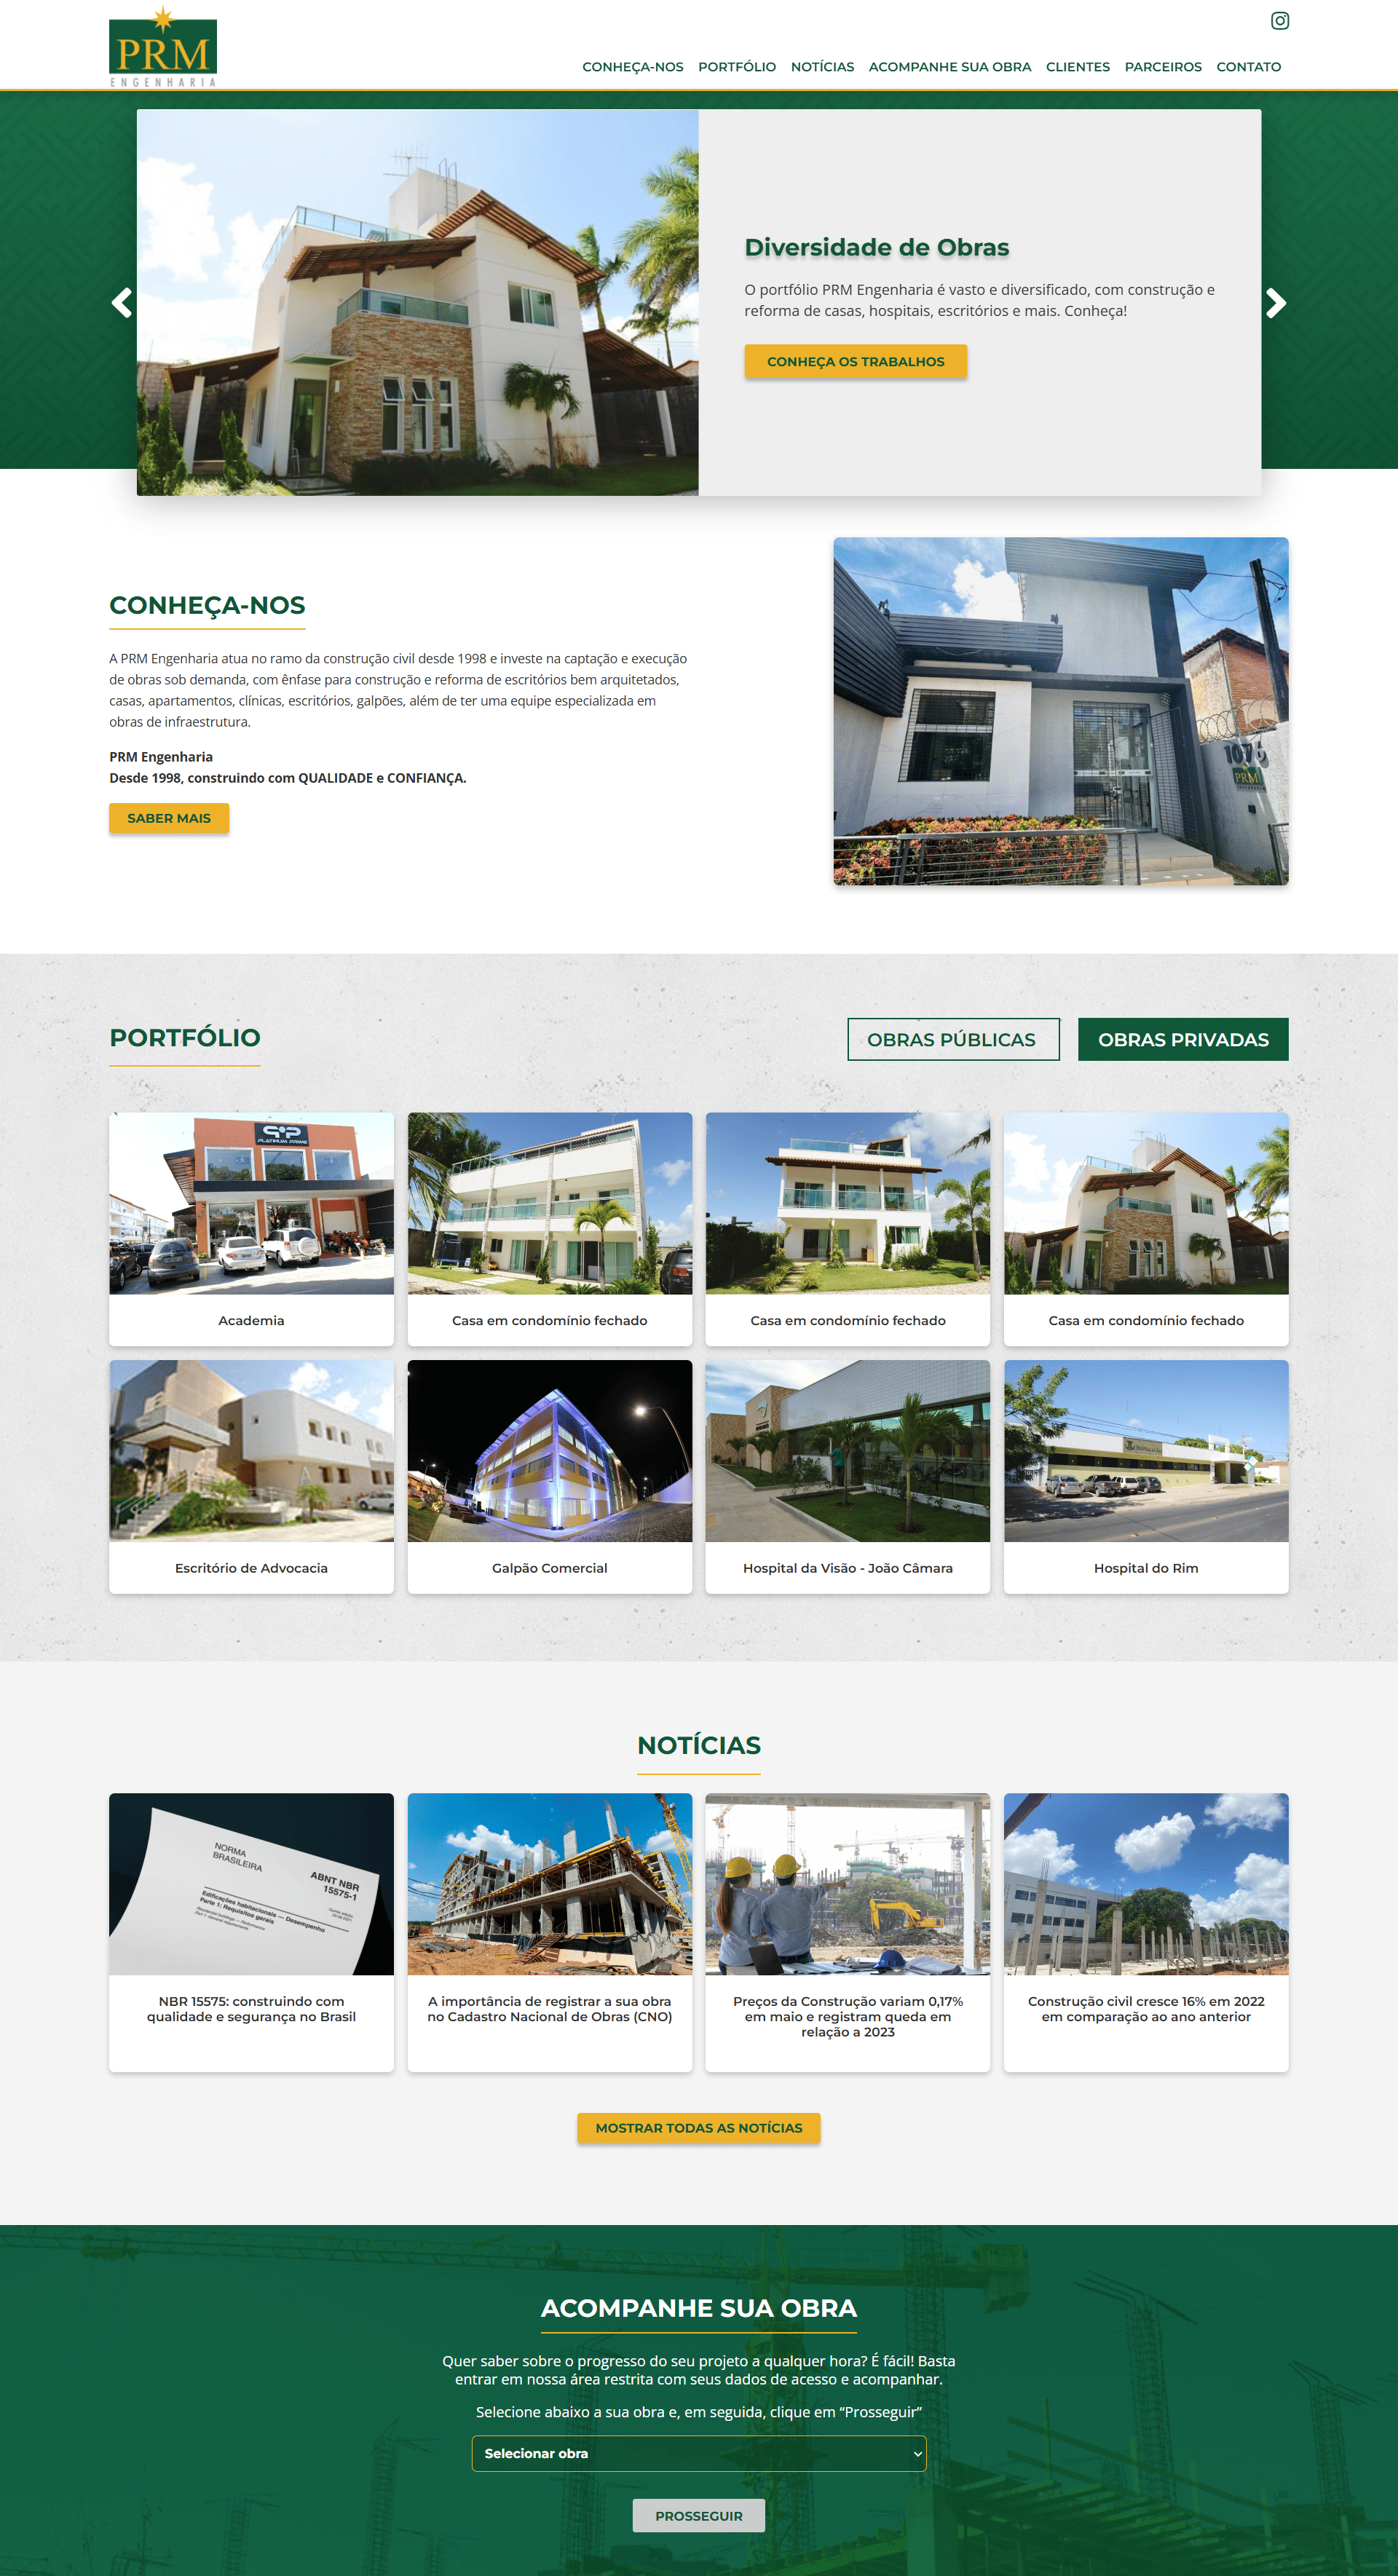 PRM
ENGENHARIA
CONHEÇA-NOS PORTFÓLIO NOTÍCIAS ACOMPANHE SUA OBRA CLIENTES PARCEIROS CONTATO
Diversidade de Obras
O portfólio PRM Engenharia é vasto e diversificado, com construção e
reforma de casas, hospitais, escritórios e mais. Conheça!
CONHEÇA OS TRABALHOS
CONHEÇA-NOS
A PRM Engenharia atua no ramo da construção civil desde 1998 e investe na captação e execução
de obras sob demanda, com ênfase para construção e reforma de escritórios bem arquitetados,
casas, apartamentos, clínicas, escritórios, galpões, além de ter uma equipe especializada em
obras de infraestrutura.
PRM Engenharia
Desde 1998, construindo com QUALIDADE e CONFIANÇA.
SABER MAIS
1076
PRM
PORTFÓLIO
OBRAS PÚBLICAS
OBRAS PRIVADAS
PLATINUM PRIME
Academia
Casa em condomínio fechado
Casa em condomínio fechado
Casa em condomínio fechado
Escritório de Advocacia
Galpão Comercial
Hospital da Visão - João Câmara
Hospital do Rim
NOTÍCIAS
NORMA
BRASILEIRA
ABNT NBR
15575-1
Edificações habitacionais — Desempenho
Parte 1: Requisitos gerais
NBR 15575: construindo com
qualidade e segurança no Brasil
A importância de registrar a sua obra
no Cadastro Nacional de Obras (CNO)
Preços da Construção variam 0,17%
em maio e registram queda em
relação a 2023
Construção civil cresce 16% em 2022
em comparação ao ano anterior
MOSTRAR TODAS AS NOTÍCIAS
ACOMPANHE SUA OBRA
Quer saber sobre o progresso do seu projeto a qualquer hora? É fácil! Basta
entrar em nossa área restrita com seus dados de acesso e acompanhar.
Selecione abaixo a sua obra e, em seguida, clique em “Prosseguir”
Selecionar obra
PROSSEGUIR